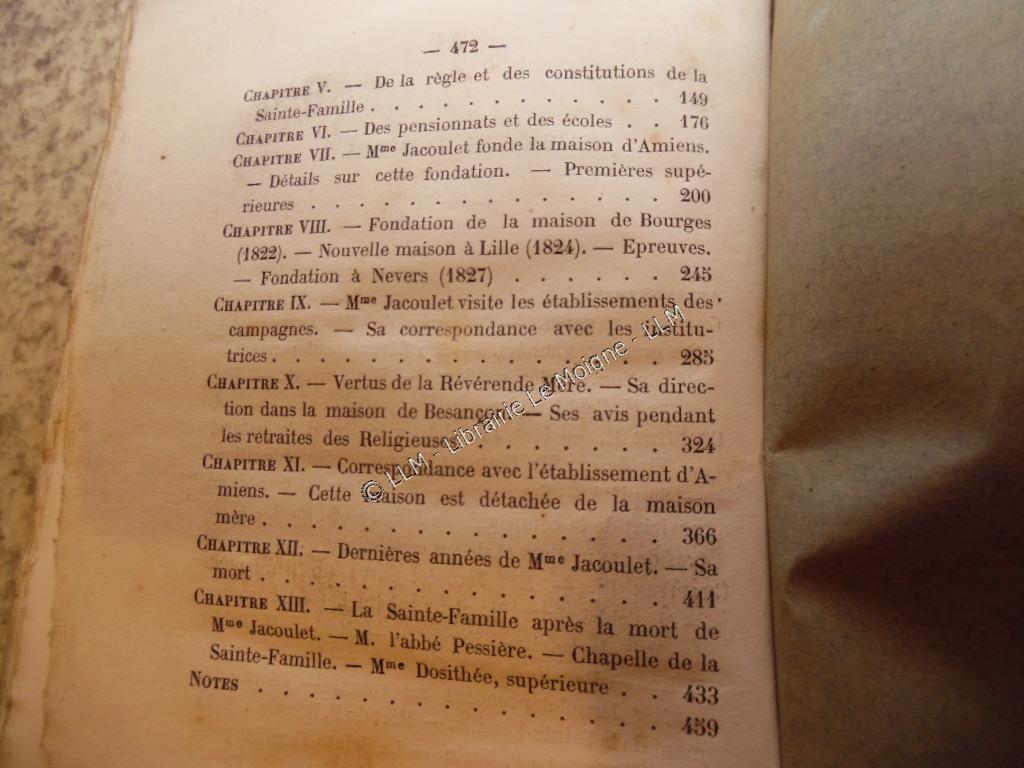 — 472 —
CHAPITRE V. — De la règle et des constitutions de la
Sainte-Famille . . . . . . . . . . . . . 149
CHAPITRE VI. — Des pensionnats et des écoles . . 176
CHAPITRE VII. — Mme Jacoulet fonde la maison d'Amiens.
— Détails sur cette fondation. — Premières supé-
rieures . . . . . . . . . . . . . . 200
CHAPITRE VIII. — Fondation de la maison de Bourges
(1822). — Nouvelle maison à Lille (1824). — Epreuves.
— Fondation à Nevers (1827) . . . . . . 245
CHAPITRE IX. — Mme Jacoulet visite les établissements des
campagnes. — Sa correspondance avec les institu-
trices . . . . . . . . . . . . . . . 285
CHAPITRE X. — Vertus de la Révérende Mère. — Sa direc-
tion dans la maison de Besançon. — Ses avis pendant
les retraites des Religieuses . . . . . . . . 324
CHAPITRE XI. — Correspondance avec l'établissement d'A-
miens. — Cette maison est détachée de la maison
mère . . . . . . . . . . . . . . . 366
CHAPITRE XII. — Dernières années de Mme Jacoulet. — Sa
mort . . . . . . . . . . . . . . . 411
CHAPITRE XIII. — La Sainte-Famille après la mort de
Mme Jacoulet. — M. l'abbé Pessière. — Chapelle de la
Sainte-Famille. — Mme Dosithée, supérieure . . 433
NOTES . . . . . . . . . . . . . . . 459
© LLM - Librairie Le Moigne - LLM